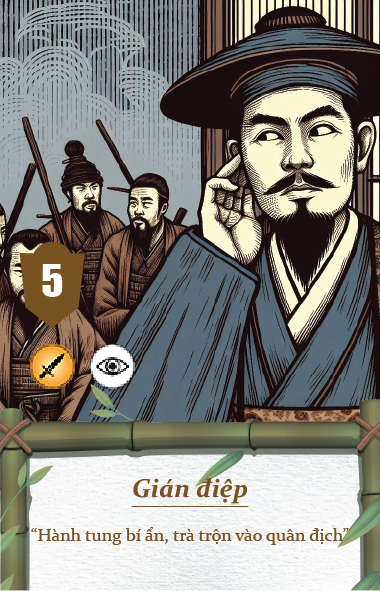 5
Gián điệp
“Hành tung bí ẩn, trà trộn vào quân địch”